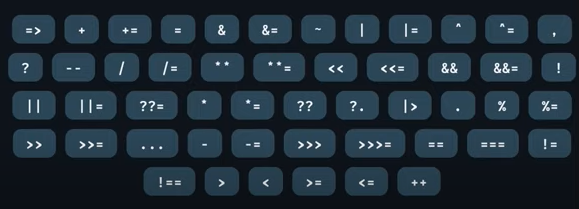 => + += = & &= ~ | |= ^ ^= ,
? -- / /= ** **= << <<= && &&= !
|| ||= ??= * *= ?? ?. |> . % %=
>> >>= ... - -= >>> >>>= == === !=
!== > < >= <= ++